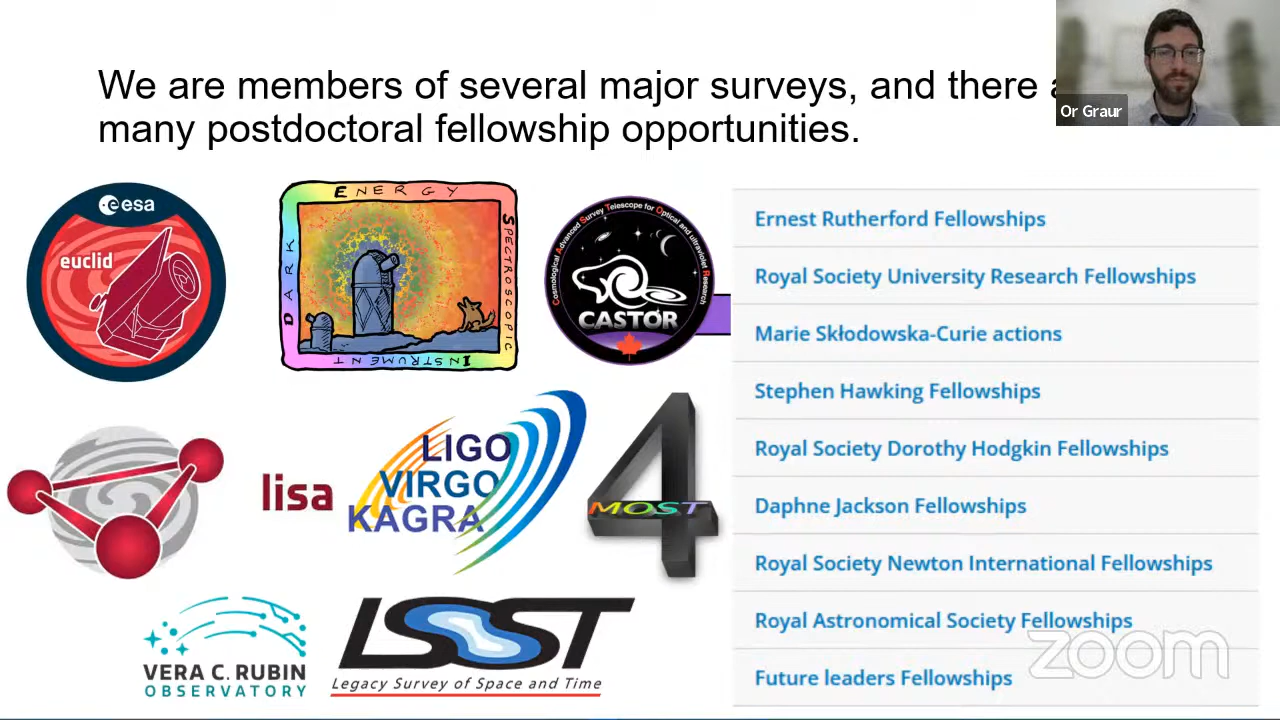 We are members of several major surveys, and there
many postdoctoral fellowship opportunities.
Or Graur
esa
euclid
DARK
ENERGY
SPECTROSCOPIC
INSTRUMENT
Cosmological Advanced Survey Telescope for Optical and ultraviolet Research
CASTOR
lisa
LIGO
VIRGO
KAGRA
4
MOST
VERA C. RUBIN
OBSERVATORY
LSST
Legacy Survey of Space and Time
Ernest Rutherford Fellowships
Royal Society University Research Fellowships
Marie Skłodowska-Curie actions
Stephen Hawking Fellowships
Royal Society Dorothy Hodgkin Fellowships
Daphne Jackson Fellowships
Royal Society Newton International Fellowships
Royal Astronomical Society Fellowships
Future leaders Fellowships
zoom